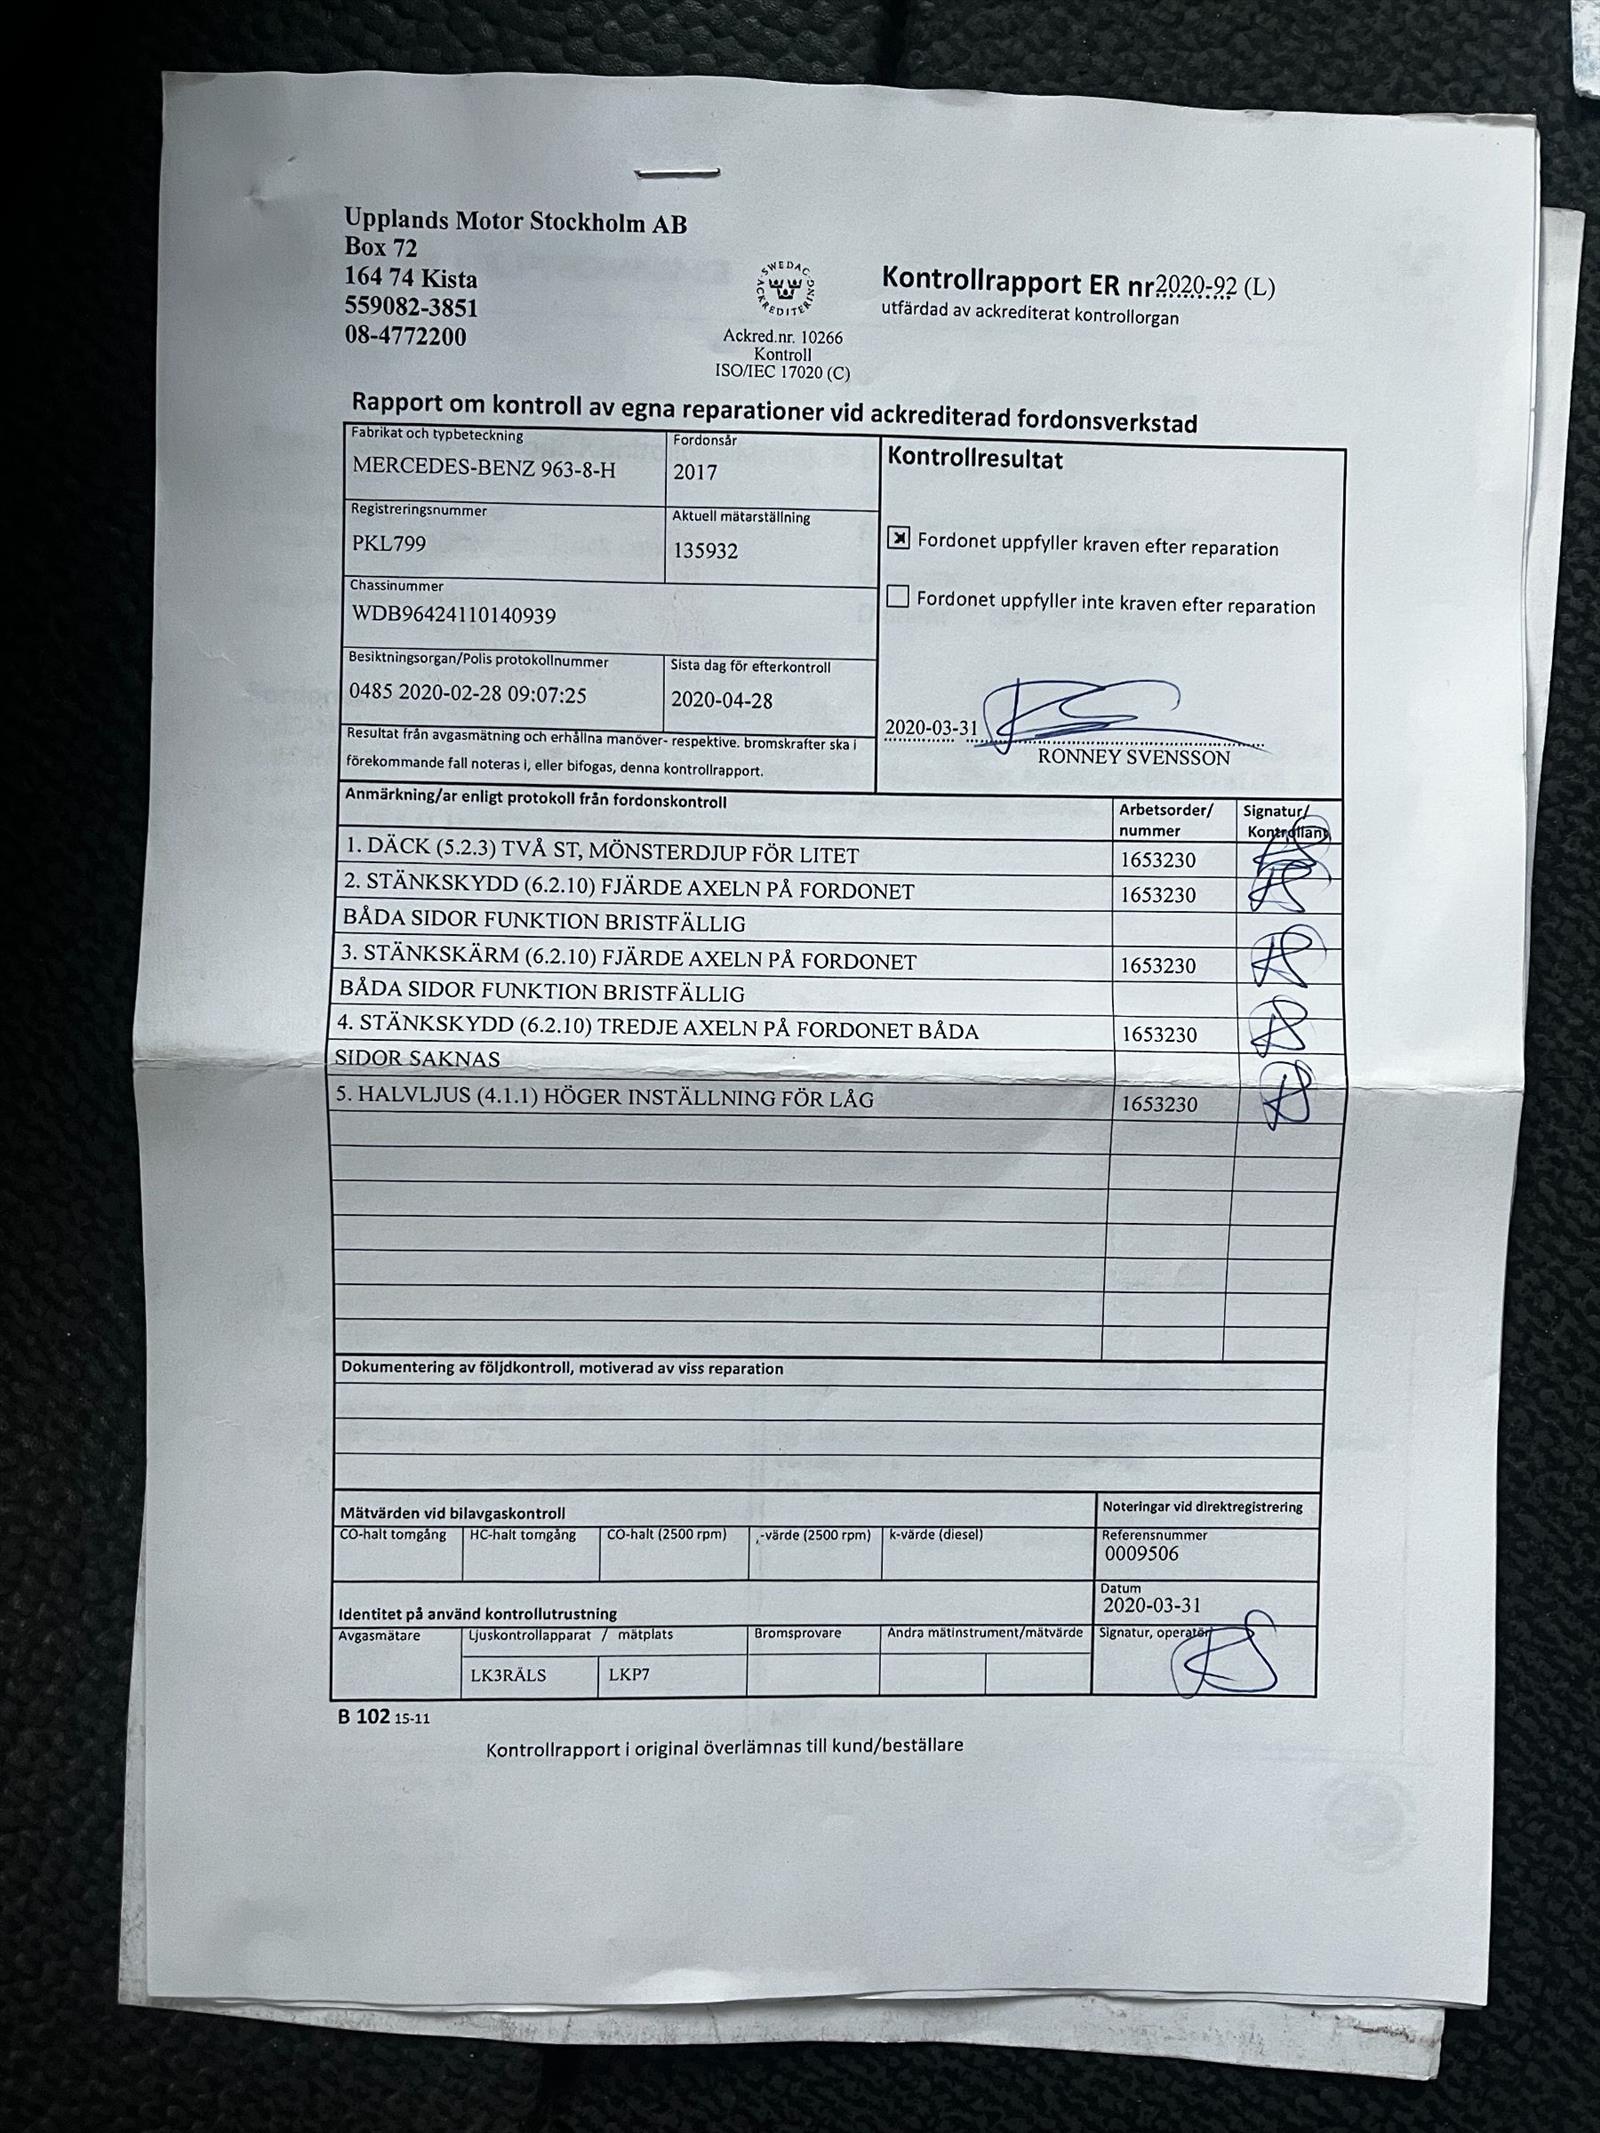 Upplands Motor Stockholm AB
Box 72
164 74 Kista
559082-3851
08-4772200
SWEDAC ACKREDITERING
Ackred.nr. 10266
Kontroll
ISO/IEC 17020 (C)
Kontrollrapport ER nr 2020-92 (L)
utfärdad av ackrediterat kontrollorgan
Rapport om kontroll av egna reparationer vid ackrediterad fordonsverkstad
Fabrikat och typbeteckning
MERCEDES-BENZ 963-8-H
Fordonsår
2017
Registreringsnummer
PKL799
Aktuell mätarställning
135932
Chassinummer
WDB96424110140939
Besiktningsorgan/Polis protokollnummer
0485 2020-02-28 09:07:25
Sista dag för efterkontroll
2020-04-28
Resultat från avgasmätning och erhållna manöver- respektive. bromskrafter ska i
förekommande fall noteras i, eller bifogas, denna kontrollrapport.
Kontrollresultat
Fordonet uppfyller kraven efter reparation
Fordonet uppfyller inte kraven efter reparation
2020-03-31
RONNEY SVENSSON
Anmärkning/ar enligt protokoll från fordonskontroll
Arbetsorder/
nummer
Signatur/
Kontrollant
1. DÄCK (5.2.3) TVÅ ST, MÖNSTERDJUP FÖR LITET 1653230
2. STÄNKSKYDD (6.2.10) FJÄRDE AXELN PÅ FORDONET 1653230
BÅDA SIDOR FUNKTION BRISTFÄLLIG
3. STÄNKSKÄRM (6.2.10) FJÄRDE AXELN PÅ FORDONET 1653230
BÅDA SIDOR FUNKTION BRISTFÄLLIG
4. STÄNKSKYDD (6.2.10) TREDJE AXELN PÅ FORDONET BÅDA 1653230
SIDOR SAKNAS
5. HALVLJUS (4.1.1) HÖGER INSTÄLLNING FÖR LÅG 1653230
Dokumentering av följdkontroll, motiverad av viss reparation
Mätvärden vid bilavgaskontroll
CO-halt tomgång
HC-halt tomgång
CO-halt (2500 rpm)
-värde (2500 rpm)
k-värde (diesel)
Noteringar vid direktregistrering
Referensnummer
0009506
Datum
2020-03-31
Signatur, operatör
Identitet på använd kontrollutrustning
Avgasmätare
Ljuskontrollapparat / mätplats
LK3RÄLS
LKP7
Bromsprovare
Andra mätinstrument/mätvärde
B 102 15-11
Kontrollrapport i original överlämnas till kund/beställare